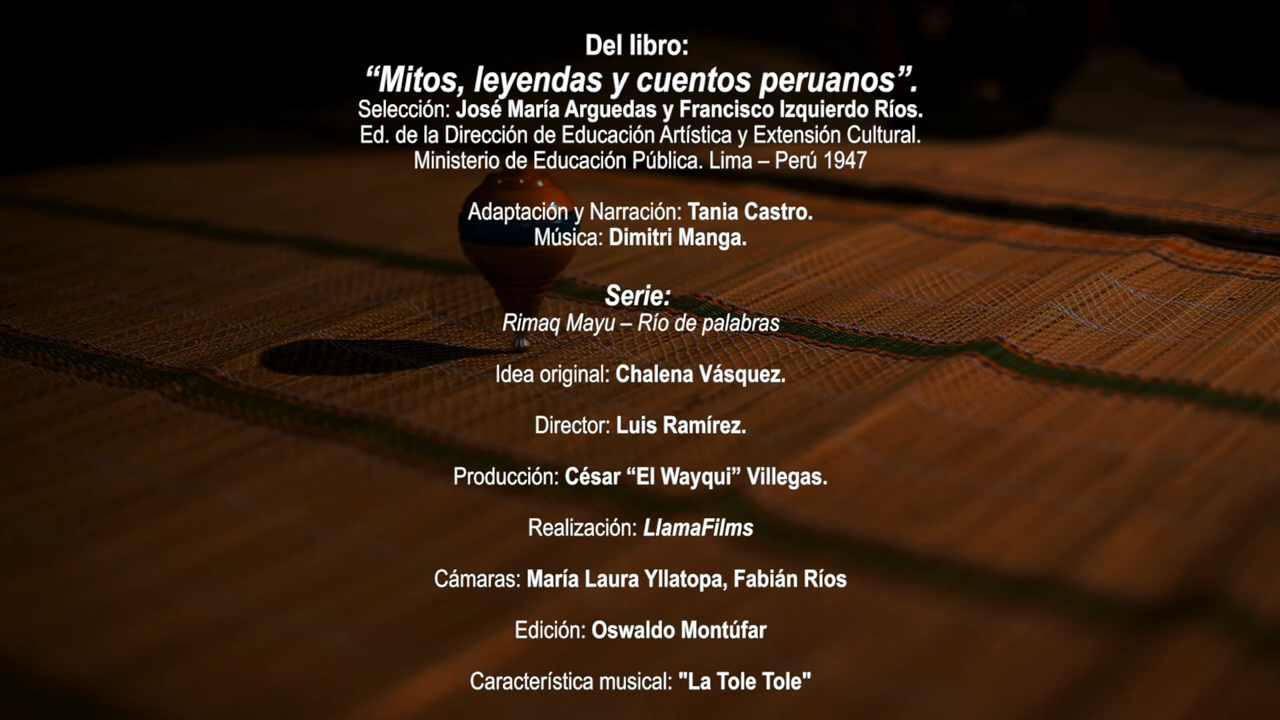 Del libro:
“Mitos, leyendas y cuentos peruanos”.
Selección: José María Arguedas y Francisco Izquierdo Ríos.
Ed. de la Dirección de Educación Artística y Extensión Cultural.
Ministerio de Educación Pública. Lima – Perú 1947
Adaptación y Narración: Tania Castro.
Música: Dimitri Manga.
Serie:
Rimaq Mayu – Río de palabras
Idea original: Chalena Vásquez.
Director: Luis Ramírez.
Producción: César “El Wayqui” Villegas.
Realización: LlamaFilms
Cámaras: María Laura Yllatopa, Fabián Ríos
Edición: Oswaldo Montúfar
Característica musical: "La Tole Tole"